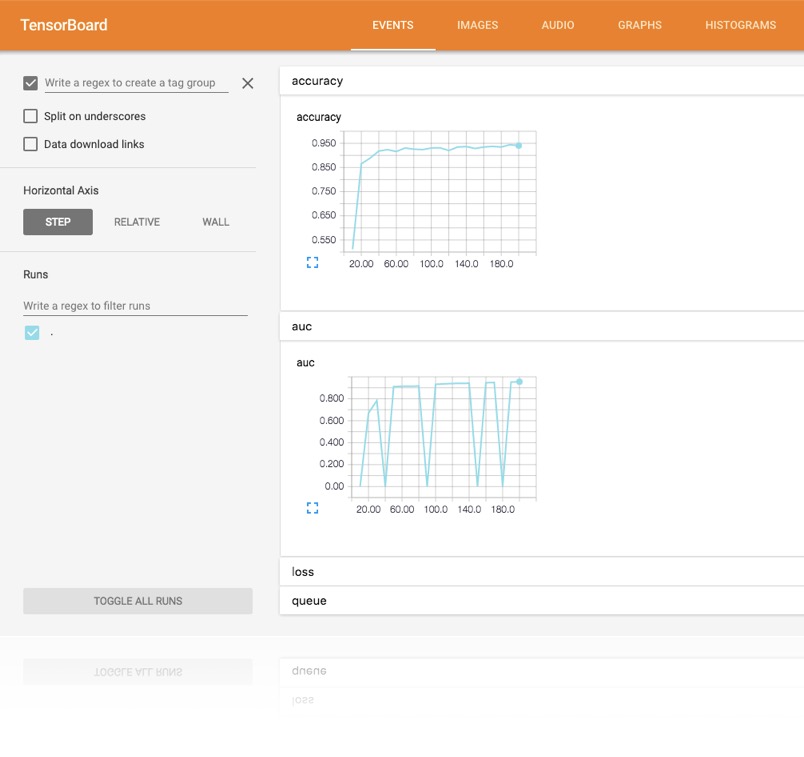 TensorBoard
EVENTS IMAGES AUDIO GRAPHS HISTOGRAMS
Write a regex to create a tag group
Split on underscores
Data download links
Horizontal Axis
STEP RELATIVE WALL
Runs
Write a regex to filter runs
.
TOGGLE ALL RUNS
accuracy
accuracy
0.950
0.850
0.750
0.650
0.550
20.00 60.00 100.0 140.0 180.0
auc
auc
0.800
0.600
0.400
0.200
0.00
20.00 60.00 100.0 140.0 180.0
loss
queue
TOGGLE ALL RUNS
queue
loss